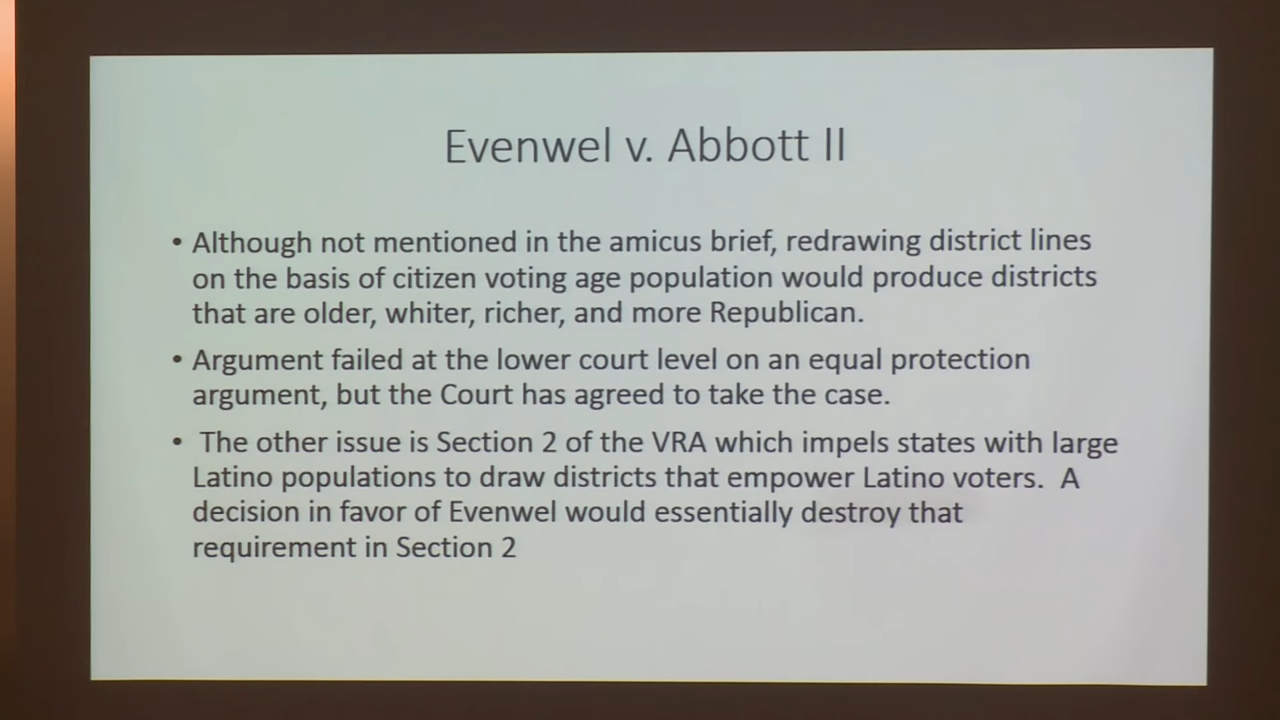 Evenwel v. Abbott II
• Although not mentioned in the amicus brief, redrawing district lines
on the basis of citizen voting age population would produce districts
that are older, whiter, richer, and more Republican.
• Argument failed at the lower court level on an equal protection
argument, but the Court has agreed to take the case.
• The other issue is Section 2 of the VRA which impels states with large
Latino populations to draw districts that empower Latino voters. A
decision in favor of Evenwel would essentially destroy that
requirement in Section 2